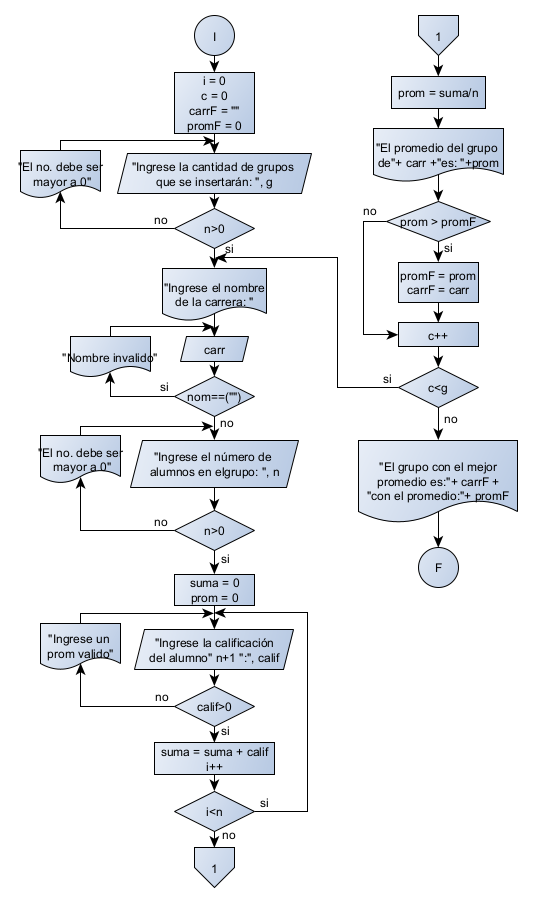 I
i = 0
c = 0
carrF = ""
promF = 0
"El no. debe ser
mayor a 0"
"Ingrese la cantidad de grupos
que se insertarán: ", g
no
n>0
si
"Ingrese el nombre
de la carrera: "
"Nombre invalido"
carr
si
nom==("")
no
"El no. debe ser
mayor a 0"
"Ingrese el número de
alumnos en elgrupo: ", n
no
n>0
si
suma = 0
prom = 0
"Ingrese un
prom valido"
"Ingrese la calificación
del alumno" n+1 ":", calif
no
calif>0
si
suma = suma + calif
i++
i<n
si
no
1
1
prom = suma/n
"El promedio del grupo
de"+ carr +"es: "+prom
no
prom > promF
si
promF = prom
carrF = carr
c++
si
c<g
no
"El grupo con el mejor
promedio es:"+ carrF +
"con el promedio:"+ promF
F